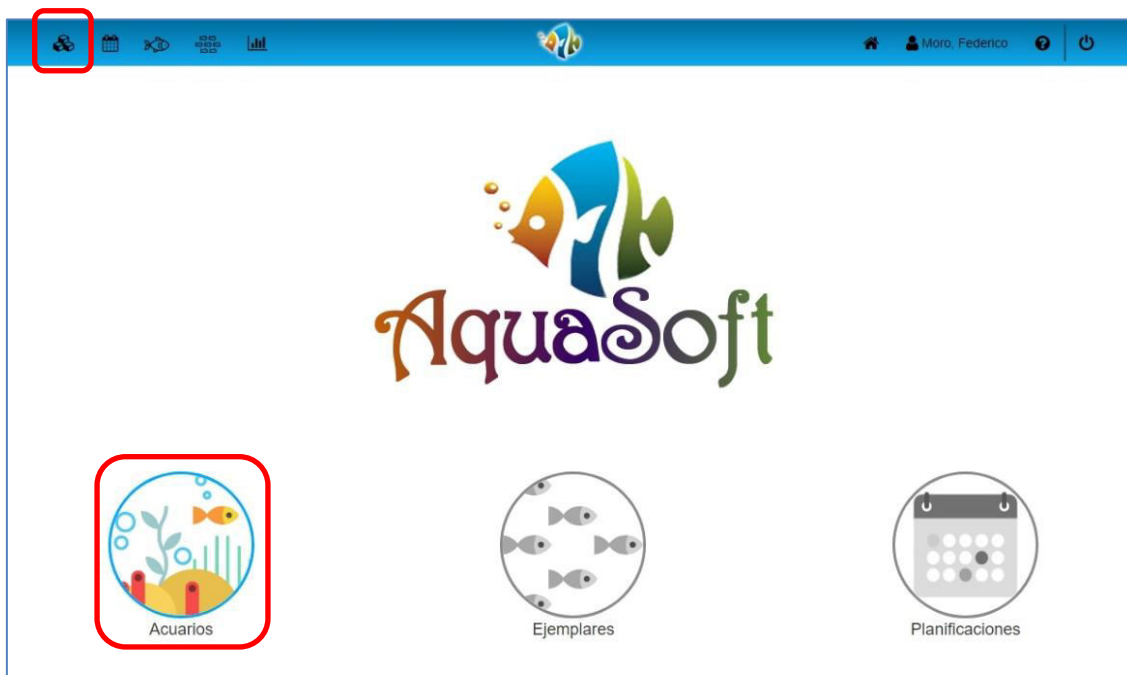 Moro, Federico
AquaSoft
Acuarios
Ejemplares
Planificaciones